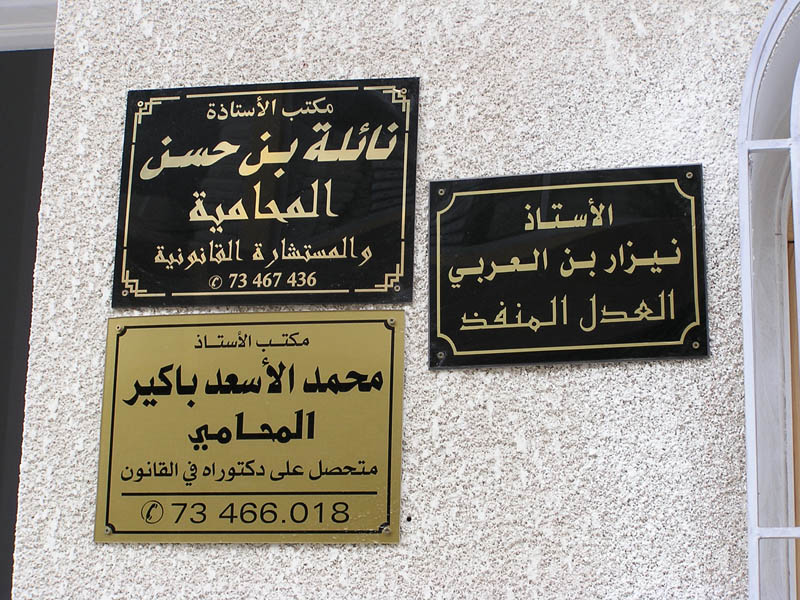 مكتب الأستاذة
نائلة بن حسن
المحامية
والمستشارة القانونية
✆ 73 467 436
الأستاذ
نيزار بن العربي
العدل المنفذ
مكتب الأستاذ
محمد الأسعد باكير
المحامي
متحصل على دكتوراه في القانون
✆ 73 466.018